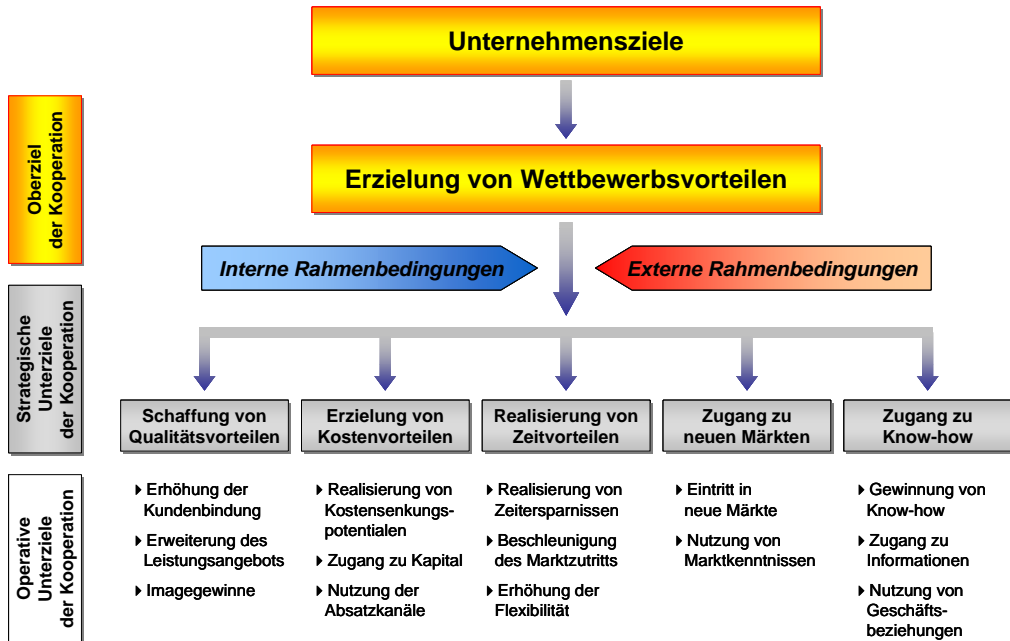 Unternehmensziele
Oberziel
der Kooperation
Erzielung von Wettbewerbsvorteilen
Interne Rahmenbedingungen
Externe Rahmenbedingungen
Strategische
Unterziele
der Kooperation
Schaffung von
Qualitätsvorteilen
Erzielung von
Kostenvorteilen
Realisierung von
Zeitvorteilen
Zugang zu
neuen Märkten
Zugang zu
Know-how
Operative
Unterziele
der Kooperation
Erhöhung der
Kundenbindung
Erweiterung des
Leistungsangebots
Imagegewinne
Realisierung von
Kostensenkungs-
potentialen
Zugang zu Kapital
Nutzung der
Absatzkanäle
Realisierung von
Zeitersparnissen
Beschleunigung
des Marktzutritts
Erhöhung der
Flexibilität
Eintritt in
neue Märkte
Nutzung von
Marktkenntnissen
Gewinnung von
Know-how
Zugang zu
Informationen
Nutzung von
Geschäfts-
beziehungen